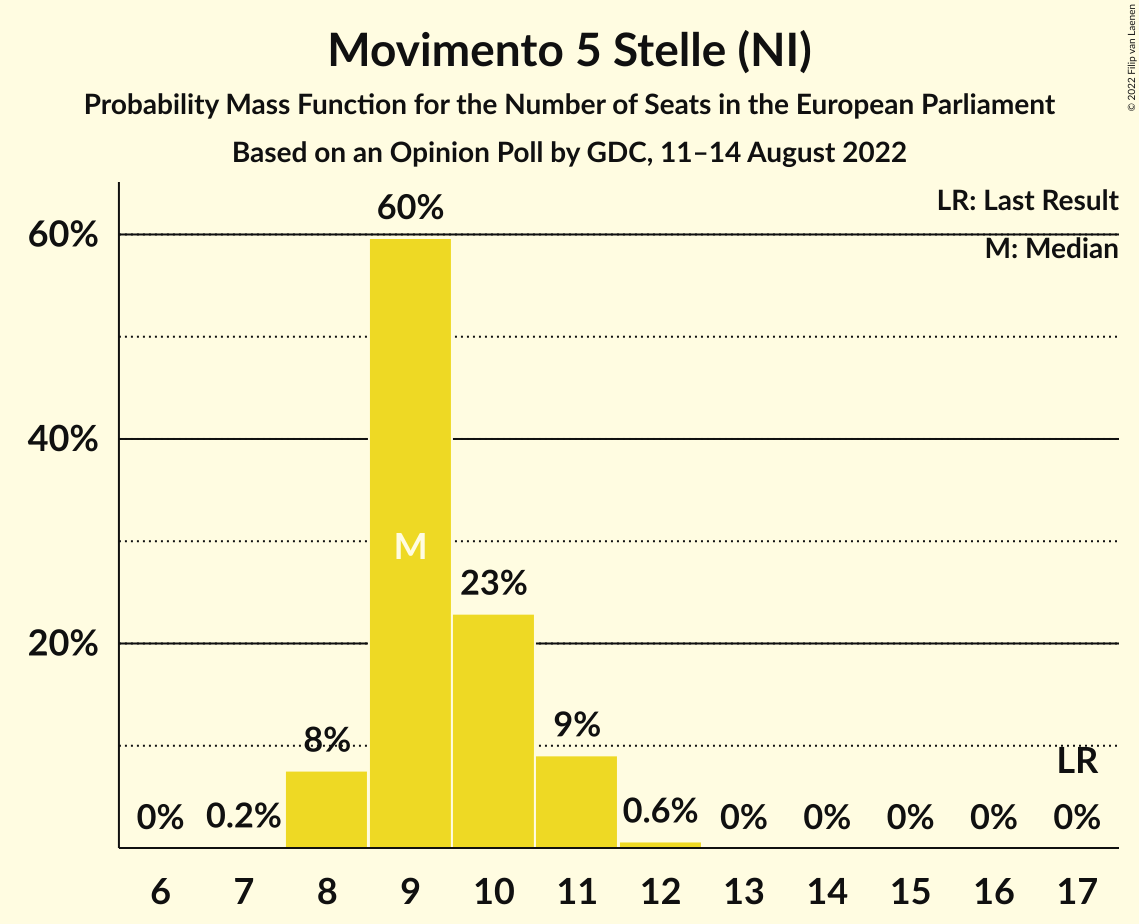 Movimento 5 Stelle (NI)
Probability Mass Function for the Number of Seats in the European Parliament
Based on an Opinion Poll by GDC, 11–14 August 2022
© 2022 Filip van Laenen
LR: Last Result
M: Median
60%
40%
20%
0%
0.2%
8%
60%
M
23%
9%
0.6%
0%
0%
0%
0%
LR
0%
6 7 8 9 10 11 12 13 14 15 16 17